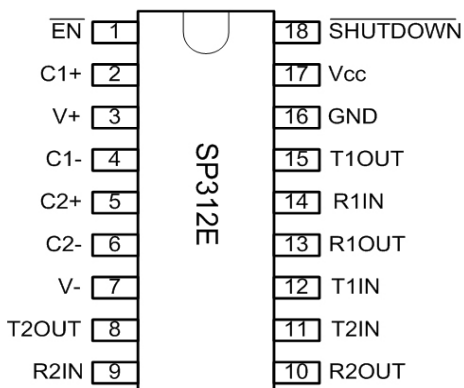 EN 1 18 SHUTDOWN
C1+ 2 17 Vcc
V+ 3 16 GND
C1- 4 15 T1OUT
C2+ 5 14 R1IN
C2- 6 13 R1OUT
V- 7 12 T1IN
T2OUT 8 11 T2IN
R2IN 9 10 R2OUT
SP312E